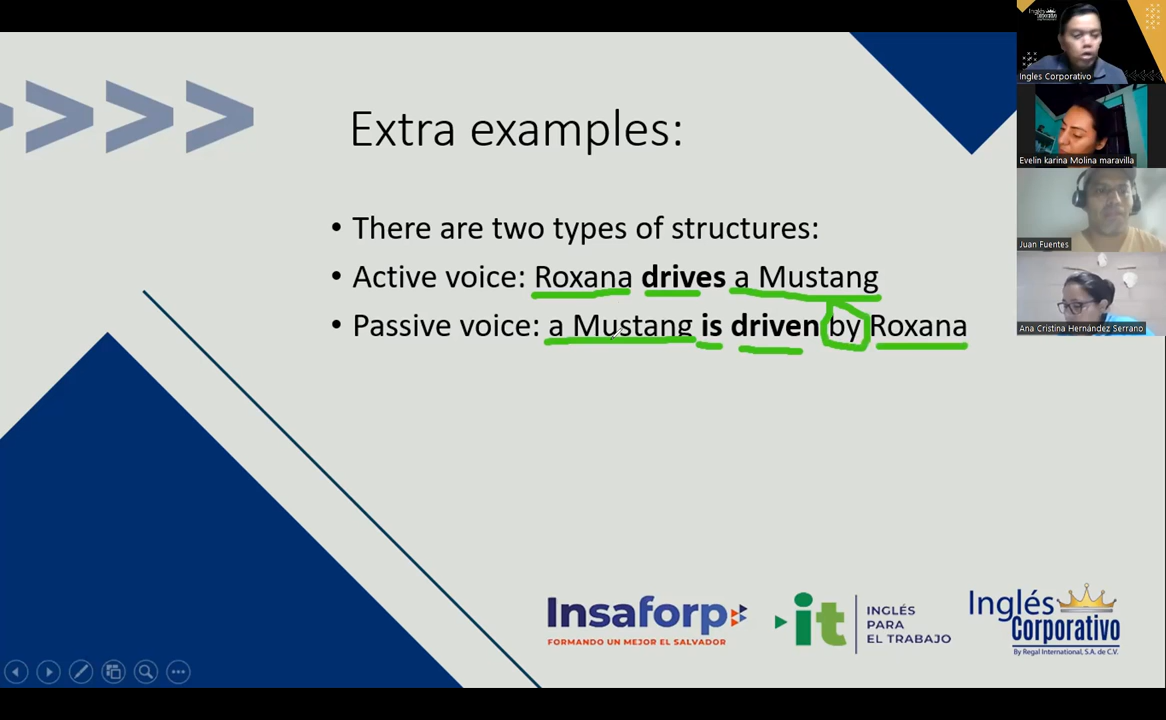 Extra examples:
• There are two types of structures:
• Active voice: Roxana drives a Mustang
• Passive voice: a Mustang is driven by Roxana
Insaforp
FORMANDO UN MEJOR EL SALVADOR
it
INGLÉS
PARA
EL TRABAJO
Inglés
Corporativo
By Regal International, S.A. de C.V.
Ingles Corporativo
Evelin karina Molina maravilla
Juan Fuentes
Ana Cristina Hernández Serrano